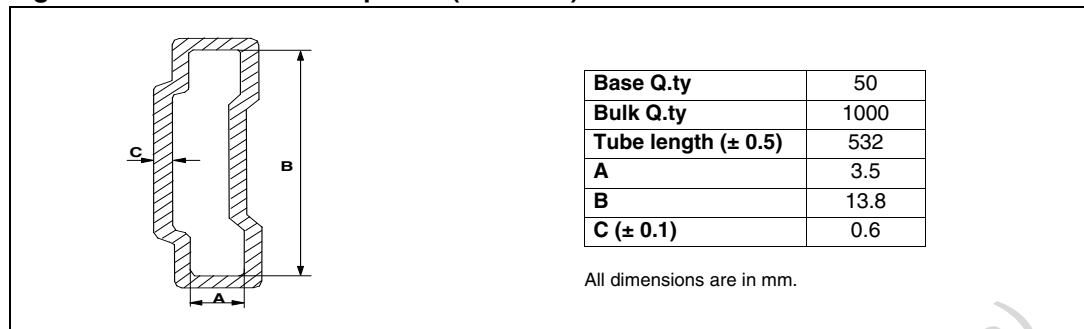 C
B
A
Base Q.ty 50
Bulk Q.ty 1000
Tube length (± 0.5) 532
A 3.5
B 13.8
C (± 0.1) 0.6
All dimensions are in mm.